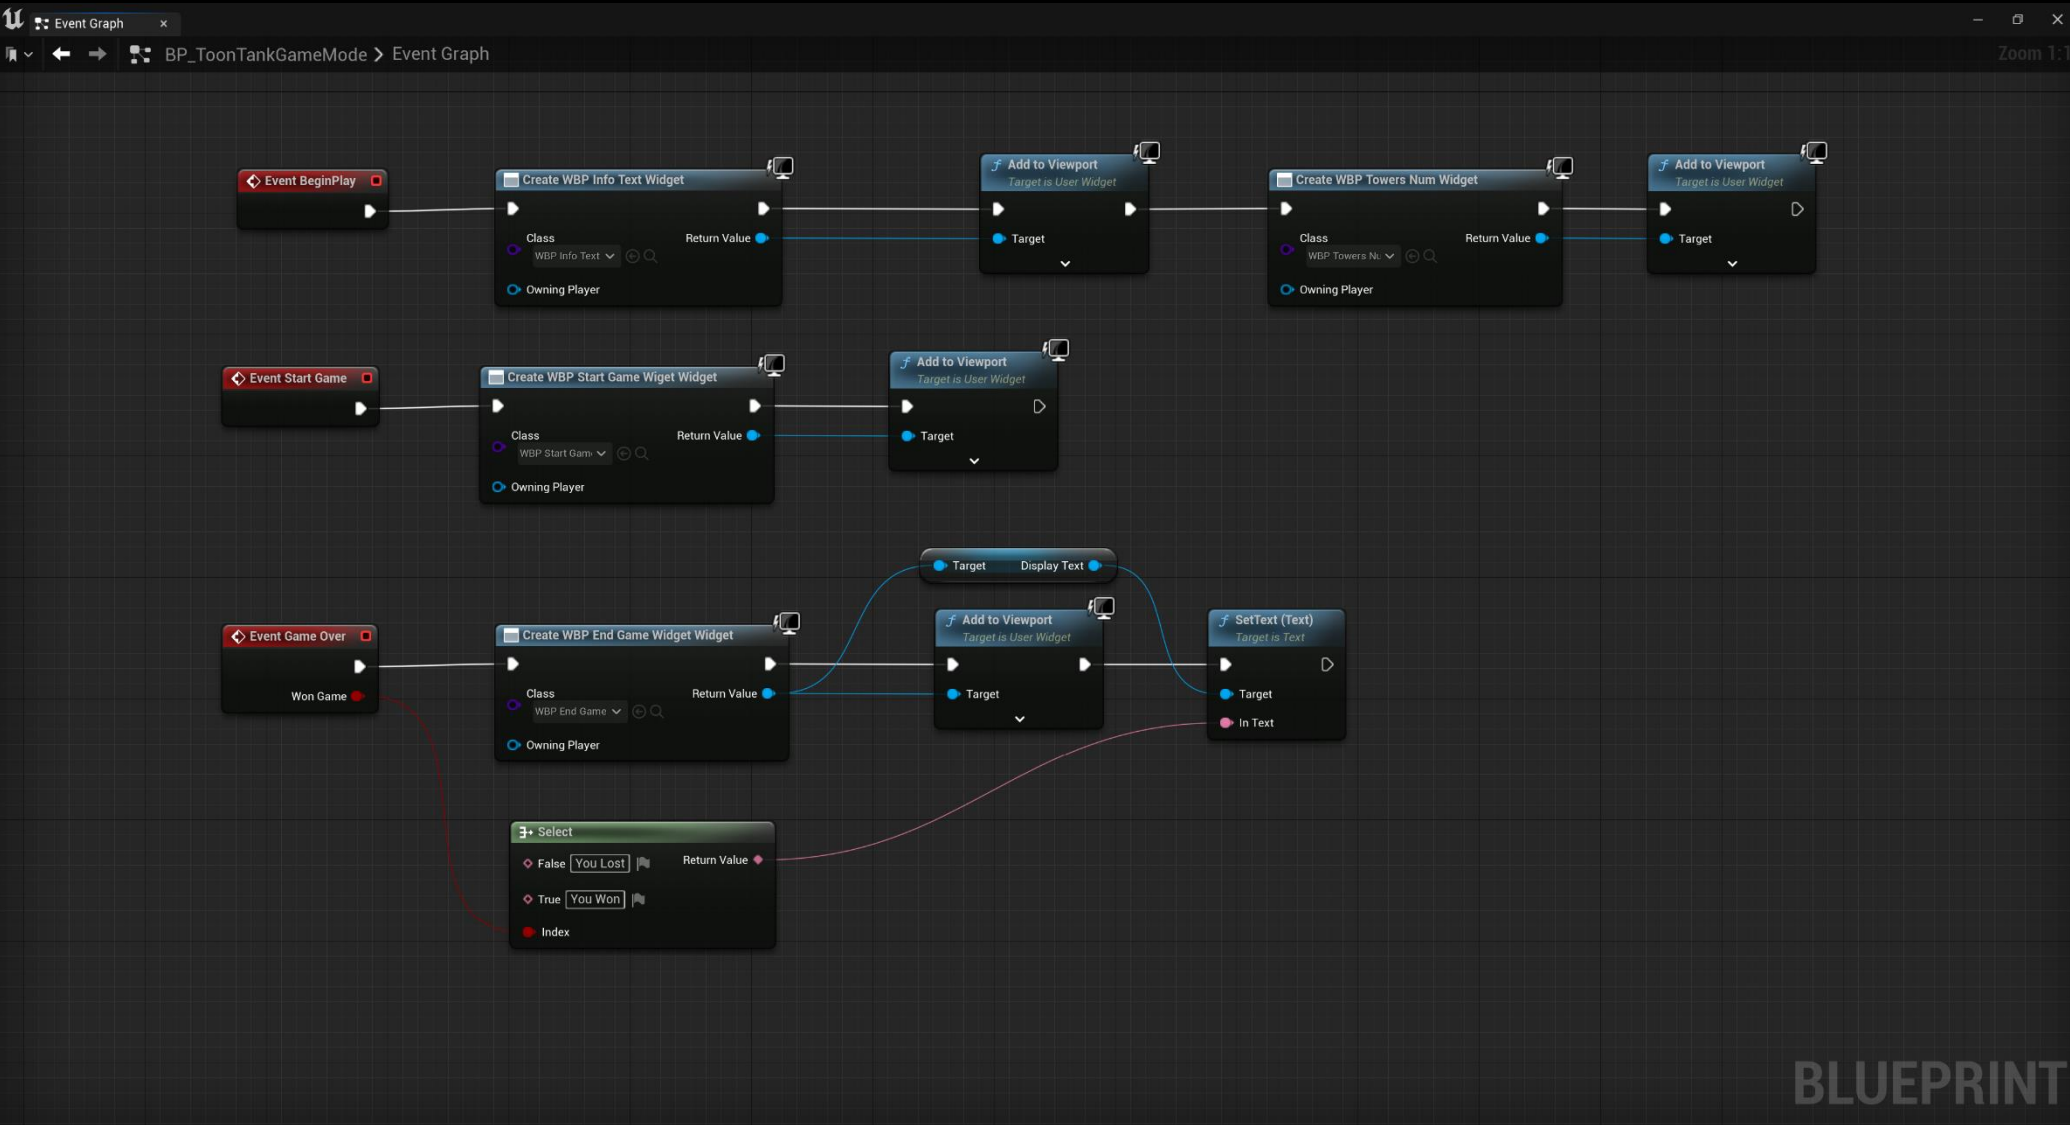 Event Graph
BP_ToonTankGameMode > Event Graph
Zoom 1:1
Event BeginPlay
Create WBP Info Text Widget
Class
WBP Info Text
Return Value
Owning Player
Add to Viewport
Target is User Widget
Target
Create WBP Towers Num Widget
Class
WBP Towers Nu
Return Value
Owning Player
Add to Viewport
Target is User Widget
Target
Event Start Game
Create WBP Start Game Wiget Widget
Class
WBP Start Gam
Return Value
Owning Player
Add to Viewport
Target is User Widget
Target
Target Display Text
Event Game Over
Won Game
Create WBP End Game Widget Widget
Class
WBP End Game
Return Value
Owning Player
Add to Viewport
Target is User Widget
Target
SetText (Text)
Target is Text
Target
In Text
Select
False You Lost
Return Value
True You Won
Index
BLUEPRINT